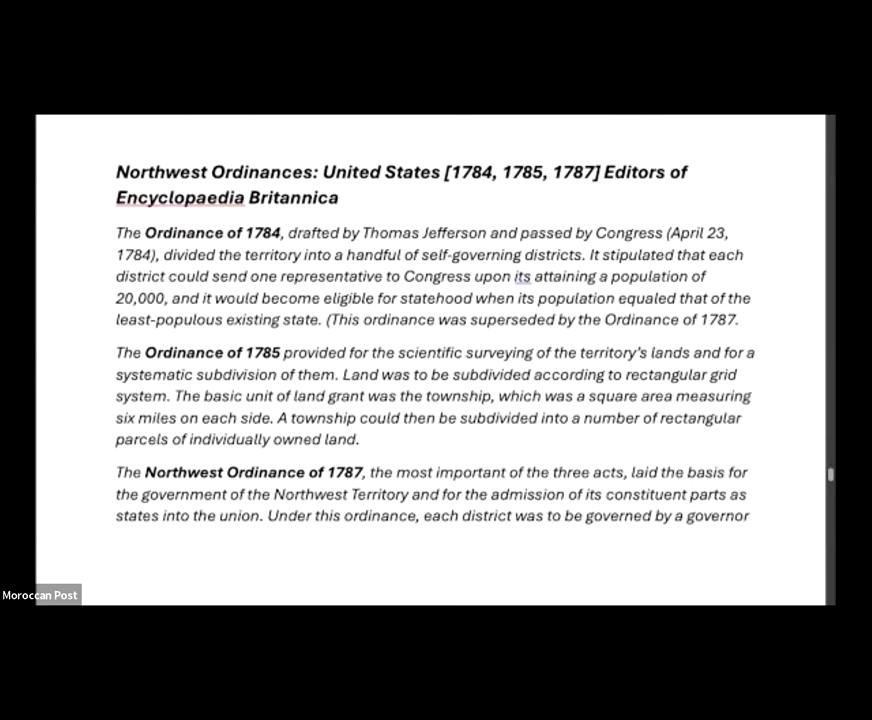 Northwest Ordinances: United States [1784, 1785, 1787] Editors of
Encyclopaedia Britannica
The Ordinance of 1784, drafted by Thomas Jefferson and passed by Congress (April 23,
1784), divided the territory into a handful of self-governing districts. It stipulated that each
district could send one representative to Congress upon its attaining a population of
20,000, and it would become eligible for statehood when its population equaled that of the
least-populous existing state. (This ordinance was superseded by the Ordinance of 1787.
The Ordinance of 1785 provided for the scientific surveying of the territory's lands and for a
systematic subdivision of them. Land was to be subdivided according to rectangular grid
system. The basic unit of land grant was the township, which was a square area measuring
six miles on each side. A township could then be subdivided into a number of rectangular
parcels of individually owned land.
The Northwest Ordinance of 1787, the most important of the three acts, laid the basis for
the government of the Northwest Territory and for the admission of its constituent parts as
states into the union. Under this ordinance, each district was to be governed by a governor
Moroccan Post